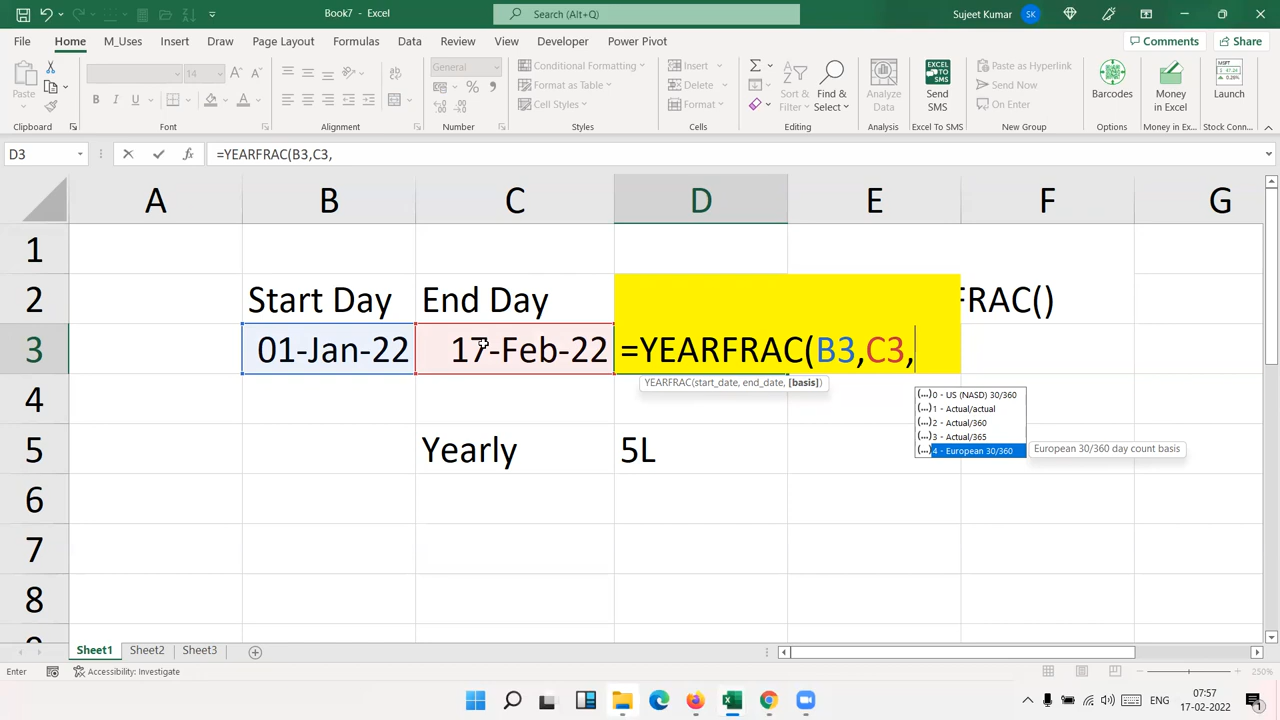 Book7 - Excel
Search (Alt+Q)
Sujeet Kumar
SK
File
Home
M_Uses
Insert
Draw
Page Layout
Formulas
Data
Review
View
Developer
Power Pivot
Comments
Share
Paste
Clipboard
14
B I U
A
Font
Alignment
General
%
Number
Conditional Formatting
Format as Table
Cell Styles
Styles
Insert
Delete
Format
Cells
Sort & Filter
Find & Select
Editing
Analyze Data
Analysis
Send SMS
Excel To SMS
Paste as Hyperlink
Send Now
On Enter
New Group
Barcodes
Options
Money in Excel
Money in Ex...
Launch
Stock Conn...
D3
fx
=YEARFRAC(B3,C3,
A B C D E F G
1
2 Start Day End Day FRAC()
3 01-Jan-22 17-Feb-22 =YEARFRAC(B3,C3,
YEARFRAC(start_date, end_date, [basis])
(...) 0 - US (NASD) 30/360
4
(...) 1 - Actual/actual
(...) 2 - Actual/360
(...) 3 - Actual/365
(...) 4 - European 30/360 European 30/360 day count basis
5 Yearly 5L
6
7
8
9
Sheet1 Sheet2 Sheet3
Enter
Accessibility: Investigate
250%
ENG
07:57
17-02-2022
1